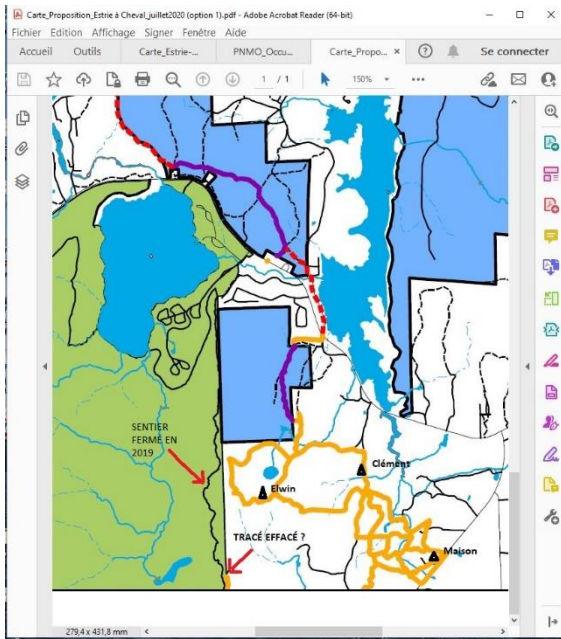 Carte_Proposition_Estrie à Cheval_juillet2020 (option 1).pdf - Adobe Acrobat Reader (64-bit)
Fichier Edition Affichage Signer Fenêtre Aide
Accueil Outils Carte_Estrie-... PNMO_Occu... Carte_Propo... Se connecter
1 / 1 150%
SENTIER
FERMÉ EN
2019
Clément
Elwin
TRACÉ EFFACÉ ?
Maison
279,4 x 431,8 mm